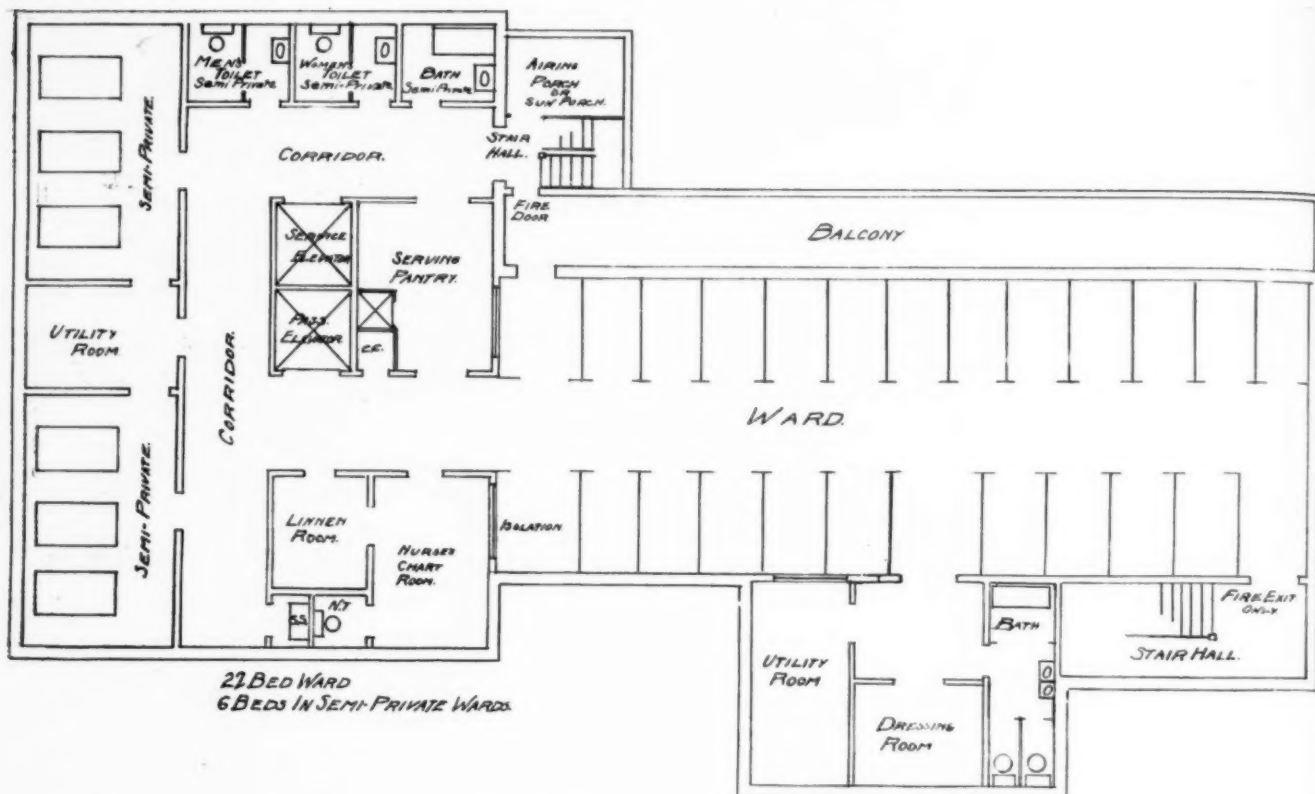 MEN'S
TOILET
SEMI PRIVATE
WOMEN'S
TOILET
SEMI-PRIVATE
BATH
SEMI PRIVATE
AIRING
PORCH
OR
SUN PORCH.
SEMI-PRIVATE.
CORRIDOR.
STAIR
HALL.
FIRE
DOOR
BALCONY
SERVICE
ELEVATOR
SERVING
PANTRY.
UTILITY
ROOM.
PASS.
ELEVATOR
C.E.
CORRIDOR.
WARD.
SEMI-PRIVATE.
LINNEN
ROOM.
NURSES
CHART
ROOM.
ISOLATION
S.S.
N.T
BATH
FIRE EXIT
ONLY
STAIR HALL.
UTILITY
ROOM
DRESSING
ROOM
22 BED WARD
6 BEDS IN SEMI-PRIVATE WARDS.